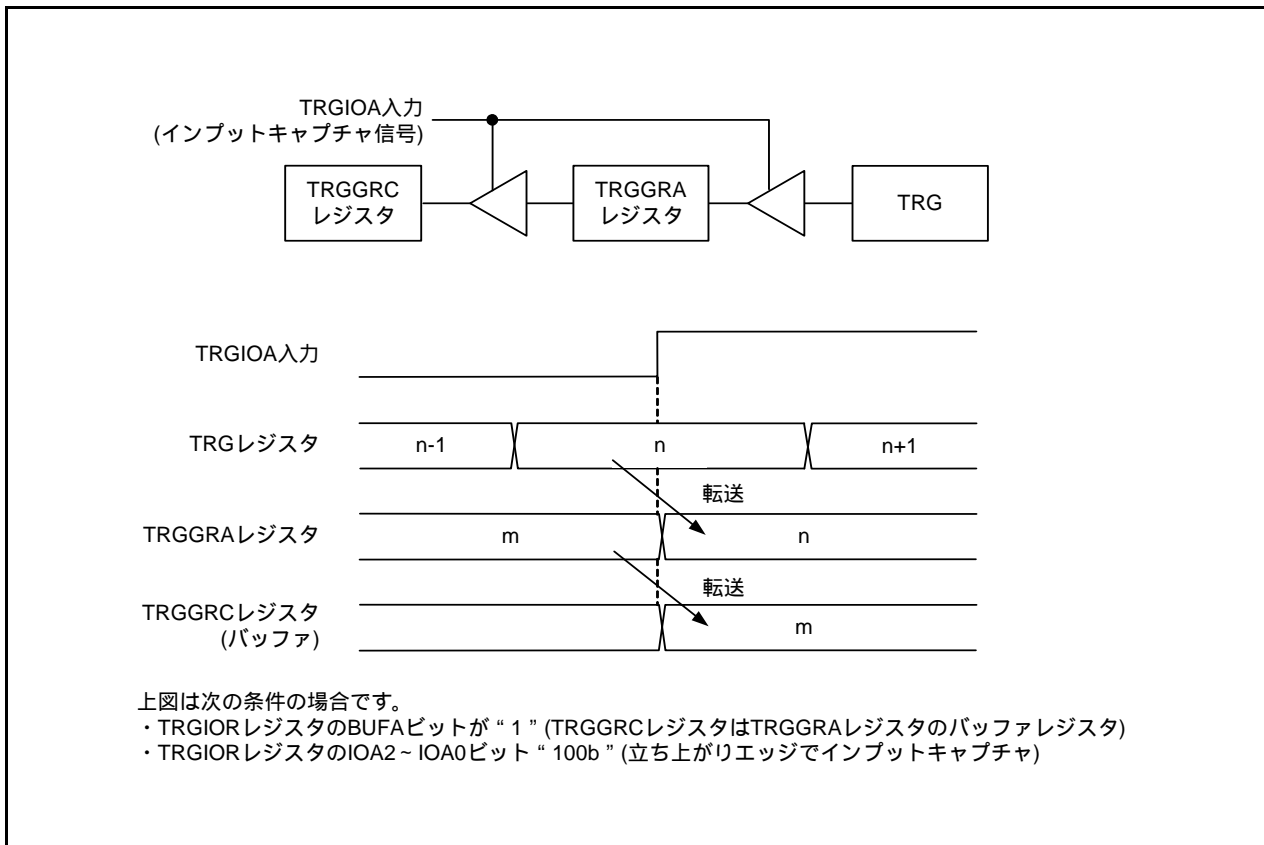 TRGIOA入力
(インプットキャプチャ信号)
TRGGRC
レジスタ
TRGGRA
レジスタ
TRG
TRGIOA入力
TRGレジスタ
n-1
n
n+1
転送
TRGGRAレジスタ
m
n
転送
TRGGRCレジスタ
(バッファ)
m
上図は次の条件の場合です。
・TRGIORレジスタのBUFAビットが“1”(TRGGRCレジスタはTRGGRAレジスタのバッファレジスタ)
・TRGIORレジスタのIOA2~IOA0ビット“100b”(立ち上がりエッジでインプットキャプチャ)